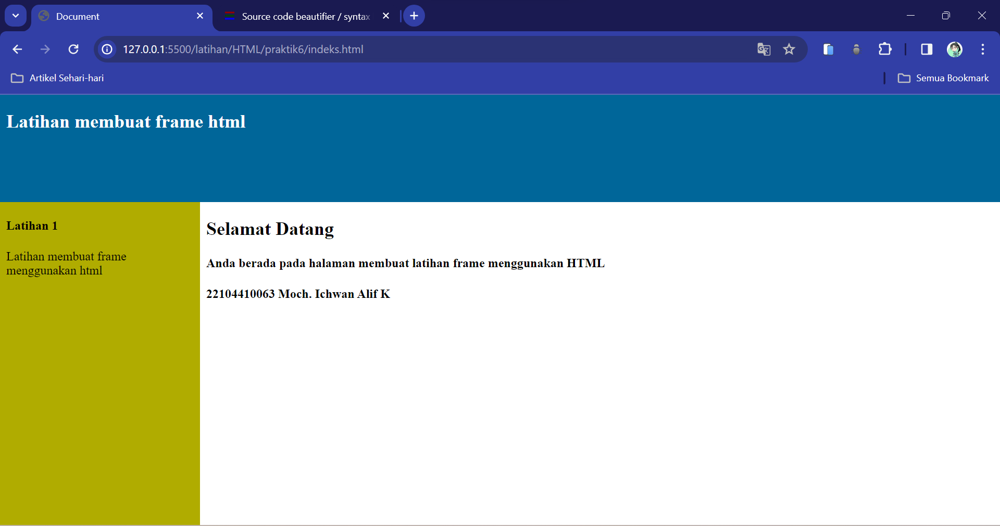 Document
Source code beautifier / syntax
127.0.0.1:5500/latihan/HTML/praktik6/indeks.html
Artikel Sehari-hari
Semua Bookmark
Latihan membuat frame html
Latihan 1
Latihan membuat frame
menggunakan html
Selamat Datang
Anda berada pada halaman membuat latihan frame menggunakan HTML
22104410063 Moch. Ichwan Alif K